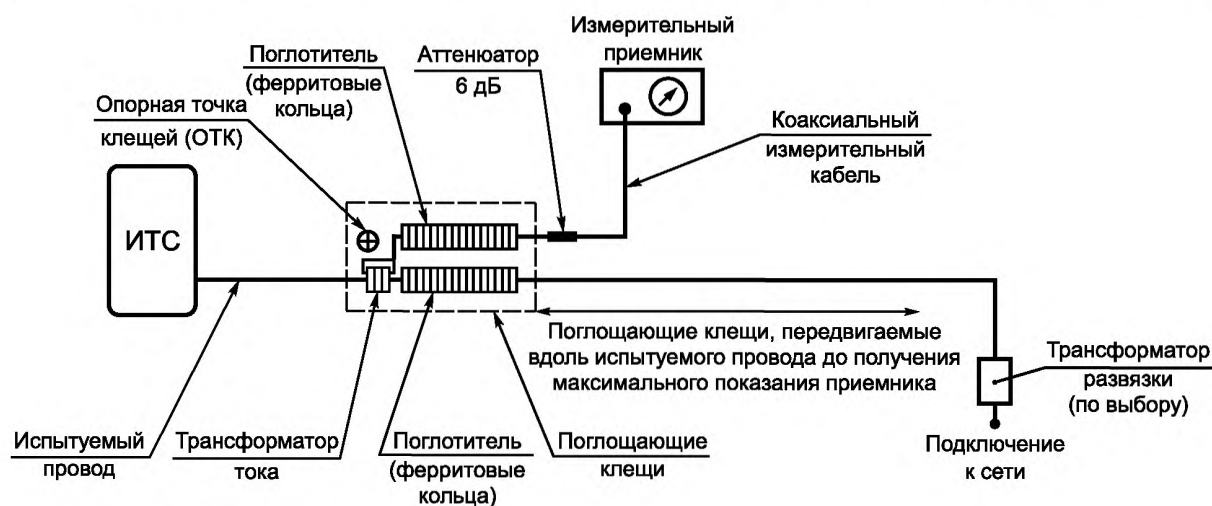 Измерительный
приемник
Поглотитель
(ферритовые
кольца)
Аттенюатор
6 дБ
Опорная точка
клещей (ОТК)
Коаксиальный
измерительный
кабель
ИТС
Поглощающие клещи, передвигаемые
вдоль испытуемого провода до получения
максимального показания приемника
Трансформатор
развязки
(по выбору)
Испытуемый
провод
Трансформатор
тока
Поглотитель
(ферритовые
кольца)
Поглощающие
клещи
Подключение
к сети